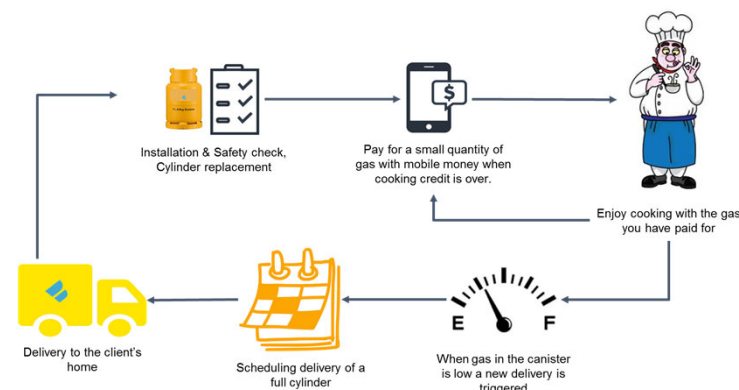 Installation & Safety check,
Cylinder replacement
$
Pay for a small quantity of
gas with mobile money when
cooking credit is over.
Enjoy cooking with the gas
you have paid for
Delivery to the client's
home
Scheduling delivery of a
full cylinder
E F
When gas in the canister
is low a new delivery is
triggered